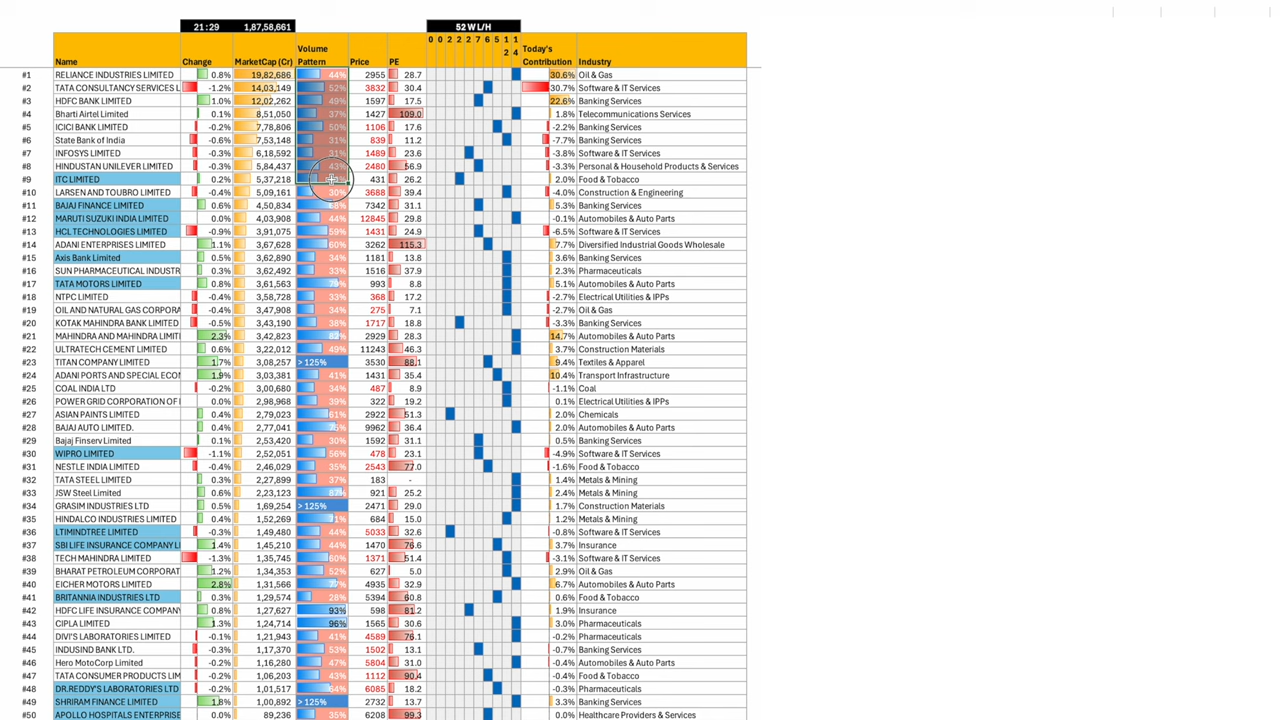 21:29 1,87,58,661 52 W L/H
Name Change MarketCap (Cr) Volume Pattern Price PE 0 0 2 2 2 7 6 5 12 14 Today's Contribution Industry
#1 RELIANCE INDUSTRIES LIMITED 0.8% 19,82,686 44% 2955 28.7 30.6% Oil & Gas
#2 TATA CONSULTANCY SERVICES L -1.2% 14,03,149 52% 3832 30.4 30.7% Software & IT Services
#3 HDFC BANK LIMITED 1.0% 12,02,262 49% 1597 17.5 22.6% Banking Services
#4 Bharti Airtel Limited 0.1% 8,51,050 37% 1427 109.0 1.8% Telecommunications Services
#5 ICICI BANK LIMITED -0.2% 7,78,806 50% 1106 17.6 -2.2% Banking Services
#6 State Bank of India -0.6% 7,53,148 31% 839 11.2 -7.7% Banking Services
#7 INFOSYS LIMITED -0.3% 6,18,592 31% 1489 23.6 -3.8% Software & IT Services
#8 HINDUSTAN UNILEVER LIMITED -0.3% 5,84,437 43% 2480 56.9 -3.3% Personal & Household Products & Services
#9 ITC LIMITED 0.2% 5,37,218 431 26.2 2.0% Food & Tobacco
#10 LARSEN AND TOUBRO LIMITED -0.4% 5,09,161 30% 3688 39.4 -4.0% Construction & Engineering
#11 BAJAJ FINANCE LIMITED 0.6% 4,50,834 7342 31.1 5.3% Banking Services
#12 MARUTI SUZUKI INDIA LIMITED 0.0% 4,03,908 44% 12845 29.8 -0.1% Automobiles & Auto Parts
#13 HCL TECHNOLOGIES LIMITED -0.9% 3,91,075 59% 1431 24.9 -6.5% Software & IT Services
#14 ADANI ENTERPRISES LIMITED 1.1% 3,67,628 60% 3262 115.3 7.7% Diversified Industrial Goods Wholesale
#15 Axis Bank Limited 0.5% 3,62,890 34% 1181 13.8 3.6% Banking Services
#16 SUN PHARMACEUTICAL INDUSTR 0.3% 3,62,492 33% 1516 37.9 2.3% Pharmaceuticals
#17 TATA MOTORS LIMITED 0.8% 3,61,563 993 8.8 5.1% Automobiles & Auto Parts
#18 NTPC LIMITED -0.4% 3,58,728 33% 368 17.2 -2.7% Electrical Utilities & IPPs
#19 OIL AND NATURAL GAS CORPORA -0.4% 3,47,908 34% 275 7.1 -2.7% Oil & Gas
#20 KOTAK MAHINDRA BANK LIMITED -0.5% 3,43,190 38% 1717 18.8 -3.3% Banking Services
#21 MAHINDRA AND MAHINDRA LIMIT 2.3% 3,42,823 2929 28.3 14.7% Automobiles & Auto Parts
#22 ULTRATECH CEMENT LIMITED 0.6% 3,22,012 49% 11243 46.3 3.7% Construction Materials
#23 TITAN COMPANY LIMITED 1.7% 3,08,257 > 125% 3530 88.1 9.4% Textiles & Apparel
#24 ADANI PORTS AND SPECIAL ECO 1.9% 3,03,381 41% 1431 35.4 10.4% Transport Infrastructure
#25 COAL INDIA LTD -0.2% 3,00,680 34% 487 8.9 -1.1% Coal
#26 POWER GRID CORPORATION OF I 0.0% 2,98,968 39% 322 19.2 0.1% Electrical Utilities & IPPs
#27 ASIAN PAINTS LIMITED 0.4% 2,79,023 61% 2922 51.3 2.0% Chemicals
#28 BAJAJ AUTO LIMITED. 0.4% 2,77,041 9962 36.4 2.0% Automobiles & Auto Parts
#29 Bajaj Finserv Limited 0.1% 2,53,420 30% 1592 31.1 0.5% Banking Services
#30 WIPRO LIMITED -1.1% 2,52,051 56% 478 23.1 -4.9% Software & IT Services
#31 NESTLE INDIA LIMITED -0.4% 2,46,029 35% 2543 77.0 -1.6% Food & Tobacco
#32 TATA STEEL LIMITED 0.3% 2,27,899 37% 183 - 1.4% Metals & Mining
#33 JSW Steel Limited 0.6% 2,23,123 87% 921 25.2 2.4% Metals & Mining
#34 GRASIM INDUSTRIES LTD 0.5% 1,69,254 > 125% 2471 29.0 1.7% Construction Materials
#35 HINDALCO INDUSTRIES LIMITED 0.4% 1,52,269 71% 684 15.0 1.2% Metals & Mining
#36 LTIMINDTREE LIMITED -0.3% 1,49,480 44% 5033 32.6 -0.8% Software & IT Services
#37 SBI LIFE INSURANCE COMPANY L 1.4% 1,45,210 44% 1470 76.6 3.7% Insurance
#38 TECH MAHINDRA LIMITED -1.3% 1,35,745 60% 1371 51.4 -3.1% Software & IT Services
#39 BHARAT PETROLEUM CORPORAT 1.2% 1,34,353 52% 627 5.0 2.9% Oil & Gas
#40 EICHER MOTORS LIMITED 2.8% 1,31,566 4935 32.9 6.7% Automobiles & Auto Parts
#41 BRITANNIA INDUSTRIES LTD 0.3% 1,29,574 28% 5394 60.8 0.6% Food & Tobacco
#42 HDFC LIFE INSURANCE COMPANY 0.8% 1,27,627 93% 598 81.2 1.9% Insurance
#43 CIPLA LIMITED 1.3% 1,24,714 96% 1565 30.6 3.0% Pharmaceuticals
#44 DIVI'S LABORATORIES LIMITED -0.1% 1,21,943 41% 4589 76.1 -0.2% Pharmaceuticals
#45 INDUSIND BANK LTD. -0.1% 1,17,370 53% 1502 13.1 -0.3% Banking Services
#46 Hero MotoCorp Limited -0.2% 1,16,280 47% 5804 31.0 -0.4% Automobiles & Auto Parts
#47 TATA CONSUMER PRODUCTS LIM -0.2% 1,06,203 43% 1112 90.4 -0.4% Food & Tobacco
#48 DR.REDDY'S LABORATORIES LTD -0.2% 1,01,517 64% 6085 18.2 -0.3% Pharmaceuticals
#49 SHRIRAM FINANCE LIMITED 1.8% 1,00,892 > 125% 2732 13.7 3.3% Banking Services
#50 APOLLO HOSPITALS ENTERPRISE 0.0% 89,236 35% 6208 99.3 0.0% Healthcare Providers & Services